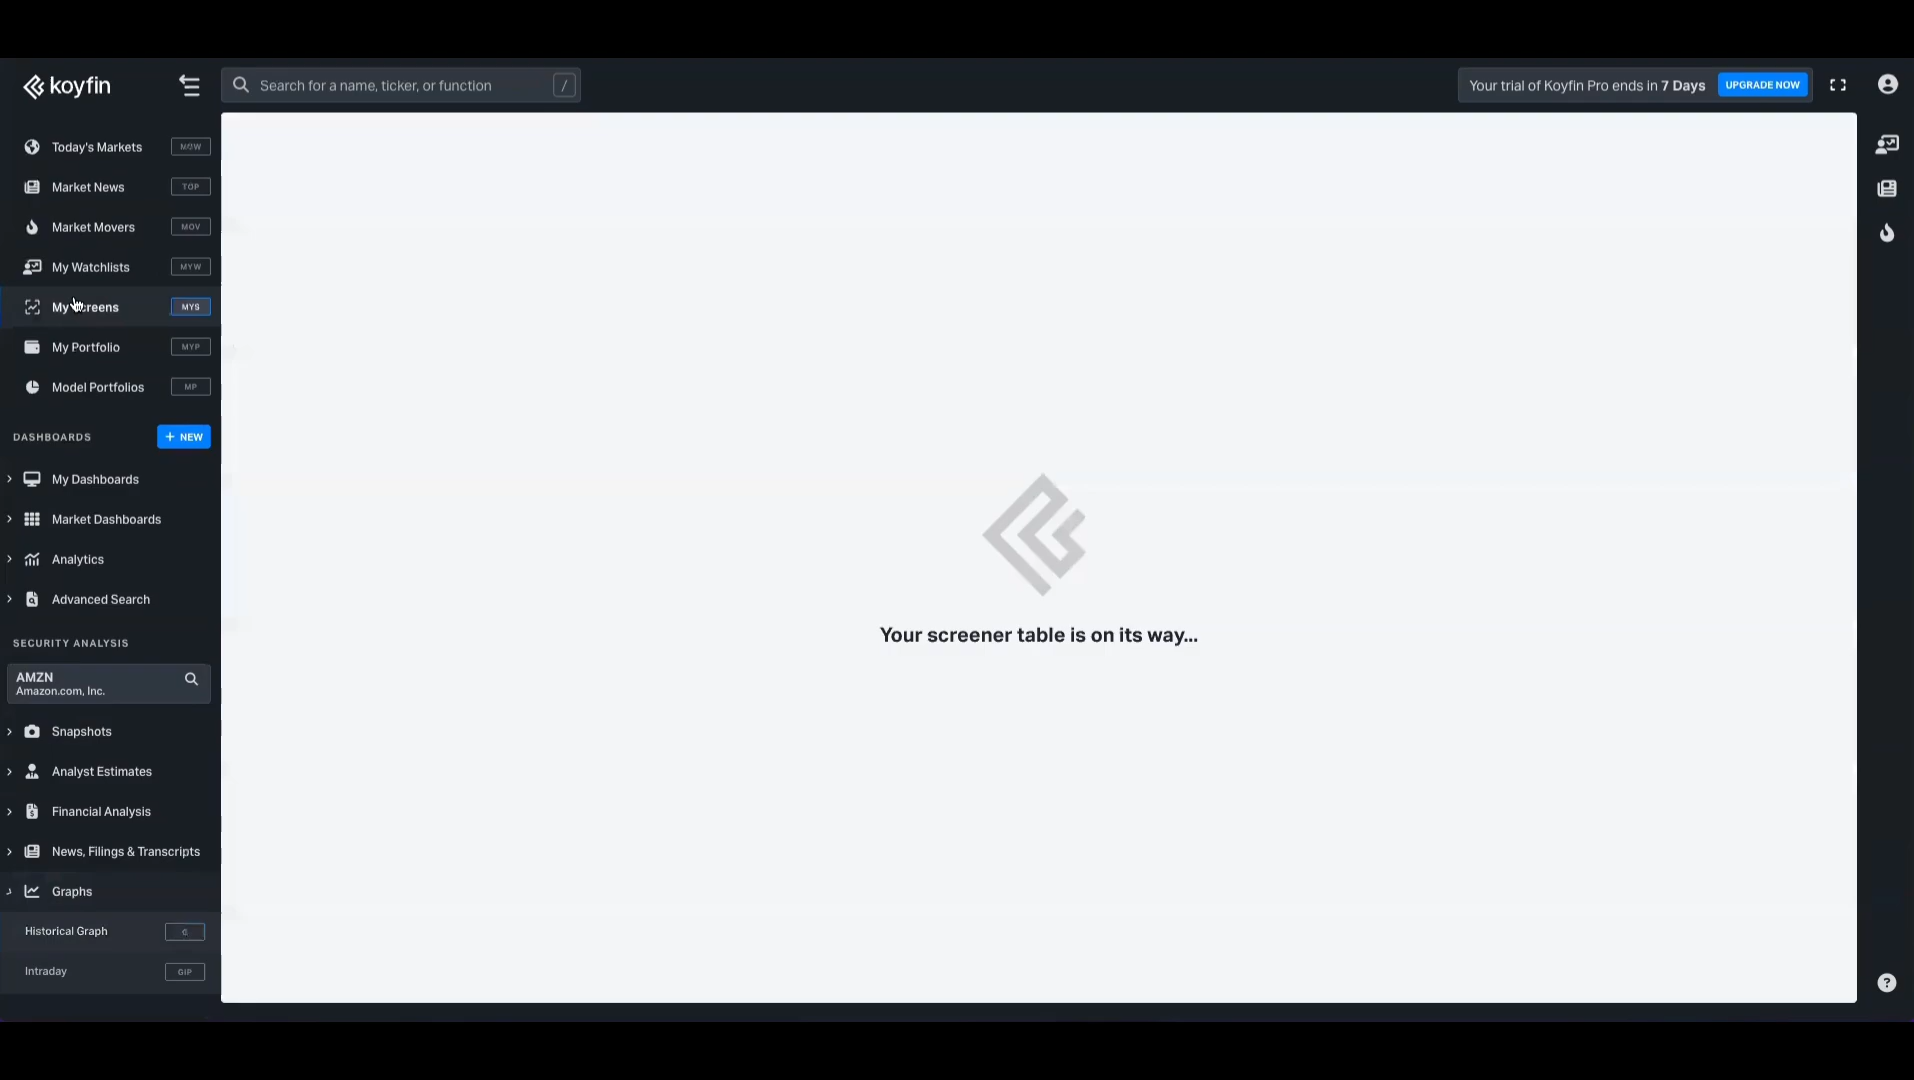 koyfin
Search for a name, ticker, or function /
Your trial of Koyfin Pro ends in 7 Days UPGRADE NOW
Today's Markets MOW
Market News TOP
Market Movers MOV
My Watchlists MYW
My Screens MYS
My Portfolio MYP
Model Portfolios MP
DASHBOARDS + NEW
My Dashboards
Market Dashboards
Analytics
Advanced Search
SECURITY ANALYSIS
AMZN
Amazon.com, Inc.
Snapshots
Analyst Estimates
Financial Analysis
News, Filings & Transcripts
Graphs
Historical Graph G
Intraday GIP
Your screener table is on its way...
?